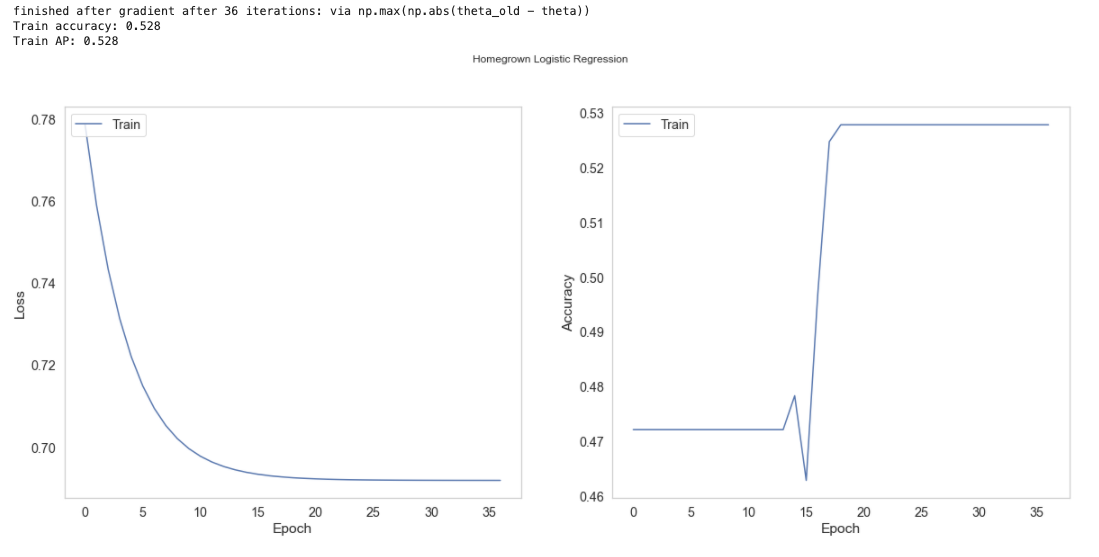 finished after gradient after 36 iterations: via np.max(np.abs(theta_old - theta))
Train accuracy: 0.528
Train AP: 0.528
Homegrown Logistic Regression
Train
0.78
0.76
0.74
0.72
0.70
Loss
0 5 10 15 20 25 30 35
Epoch
Train
0.53
0.52
0.51
0.50
0.49
0.48
0.47
0.46
Accuracy
0 5 10 15 20 25 30 35
Epoch